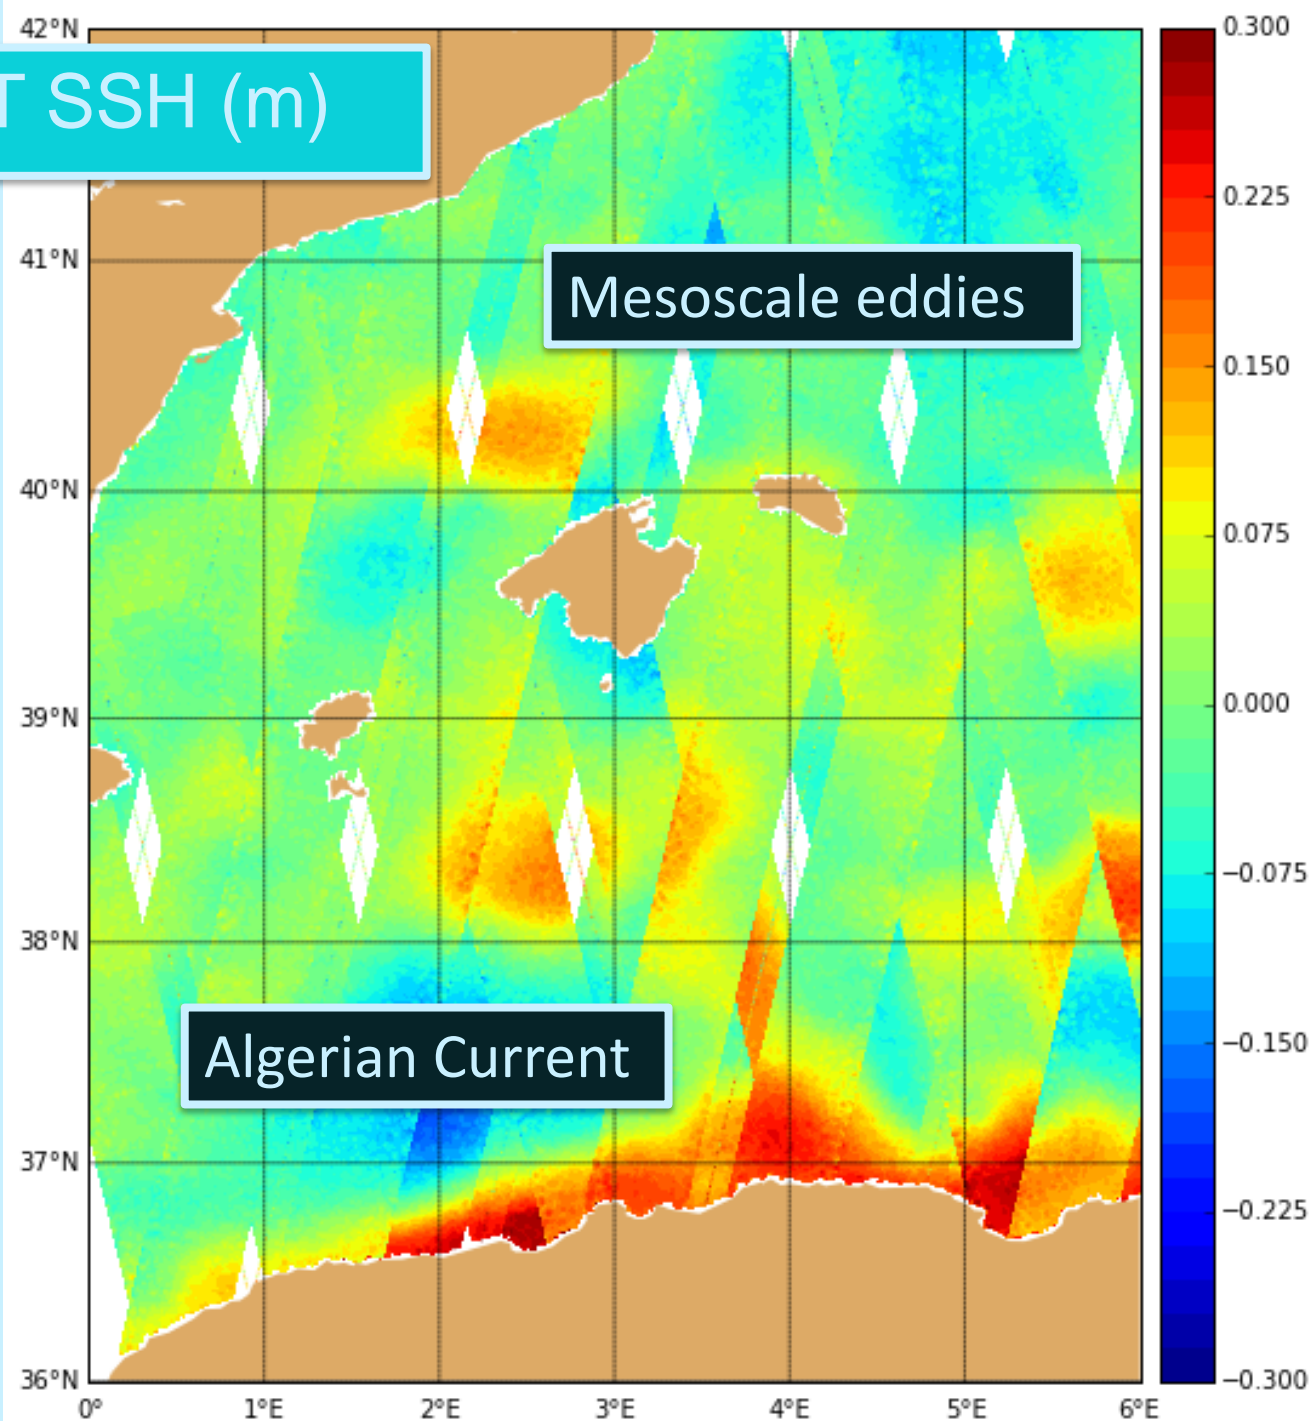 42°N
T SSH (m)
41°N
Mesoscale eddies
40°N
39°N
38°N
Algerian Current
37°N
36°N
0°
1°E
2°E
3°E
4°E
5°E
6°E
0.300
0.225
0.150
0.075
0.000
−0.075
−0.150
−0.225
−0.300